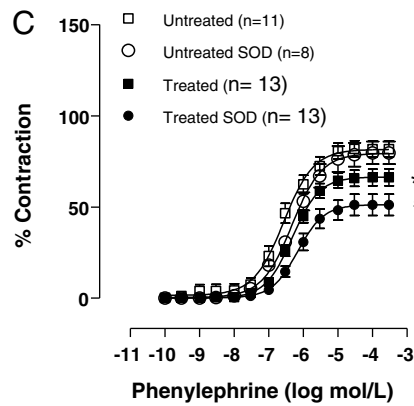 C
Untreated (n=11)
Untreated SOD (n=8)
Treated (n= 13)
Treated SOD (n= 13)
% Contraction
150
100
50
0
*
-11 -10 -9 -8 -7 -6 -5 -4 -3
Phenylephrine (log mol/L)